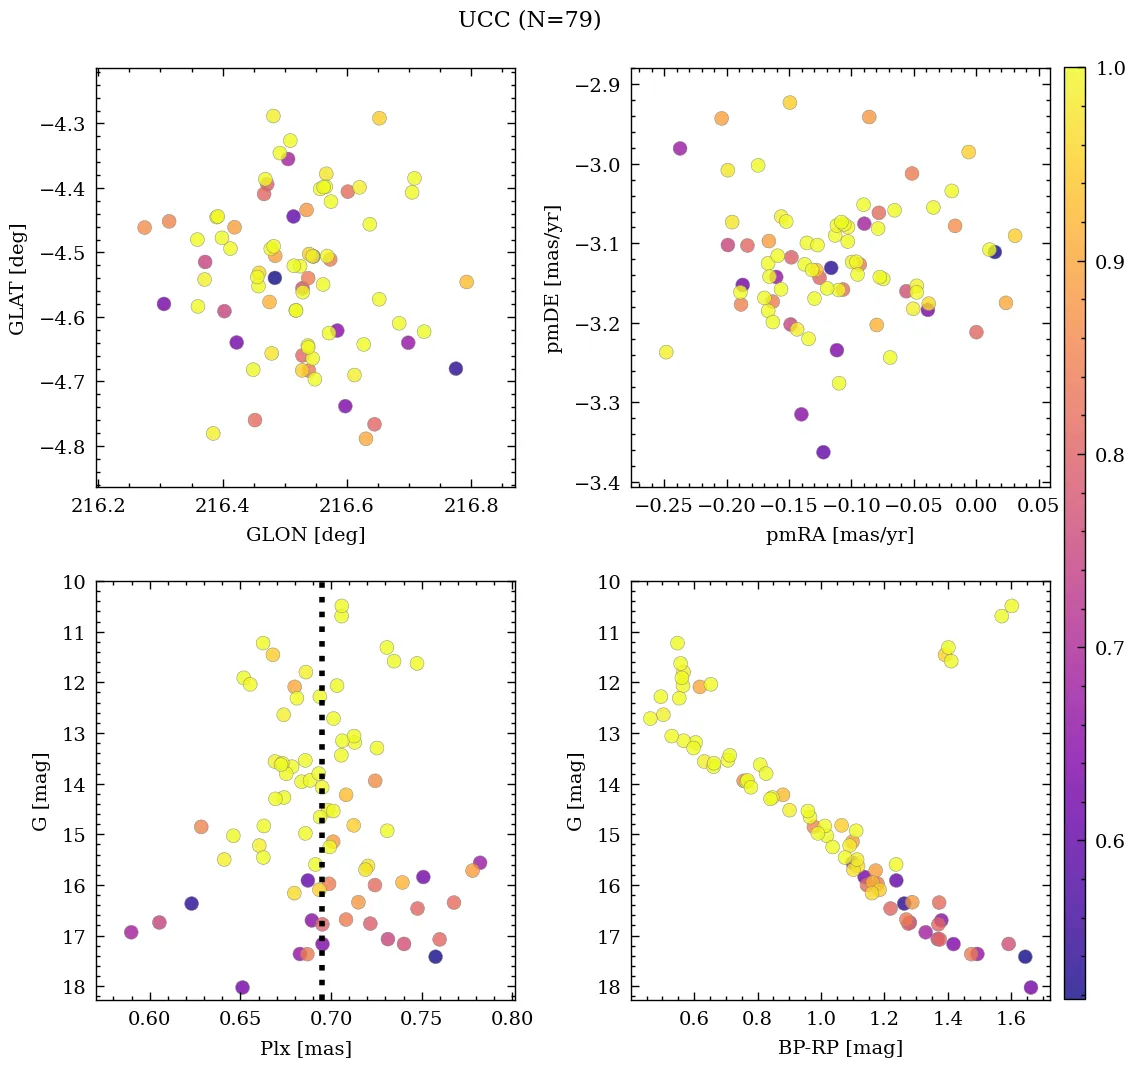 UCC (N=79)
−4.3
−4.4
−4.5
−4.6
−4.7
−4.8
GLAT [deg]
216.2 216.4 216.6 216.8
GLON [deg]
−2.9
−3.0
−3.1
−3.2
−3.3
−3.4
pmDE [mas/yr]
−0.25 −0.20 −0.15 −0.10 −0.05 0.00 0.05
pmRA [mas/yr]
1.0
0.9
0.8
0.7
0.6
10
11
12
13
14
15
16
17
18
G [mag]
0.60 0.65 0.70 0.75 0.80
Plx [mas]
10
11
12
13
14
15
16
17
18
G [mag]
0.6 0.8 1.0 1.2 1.4 1.6
BP-RP [mag]